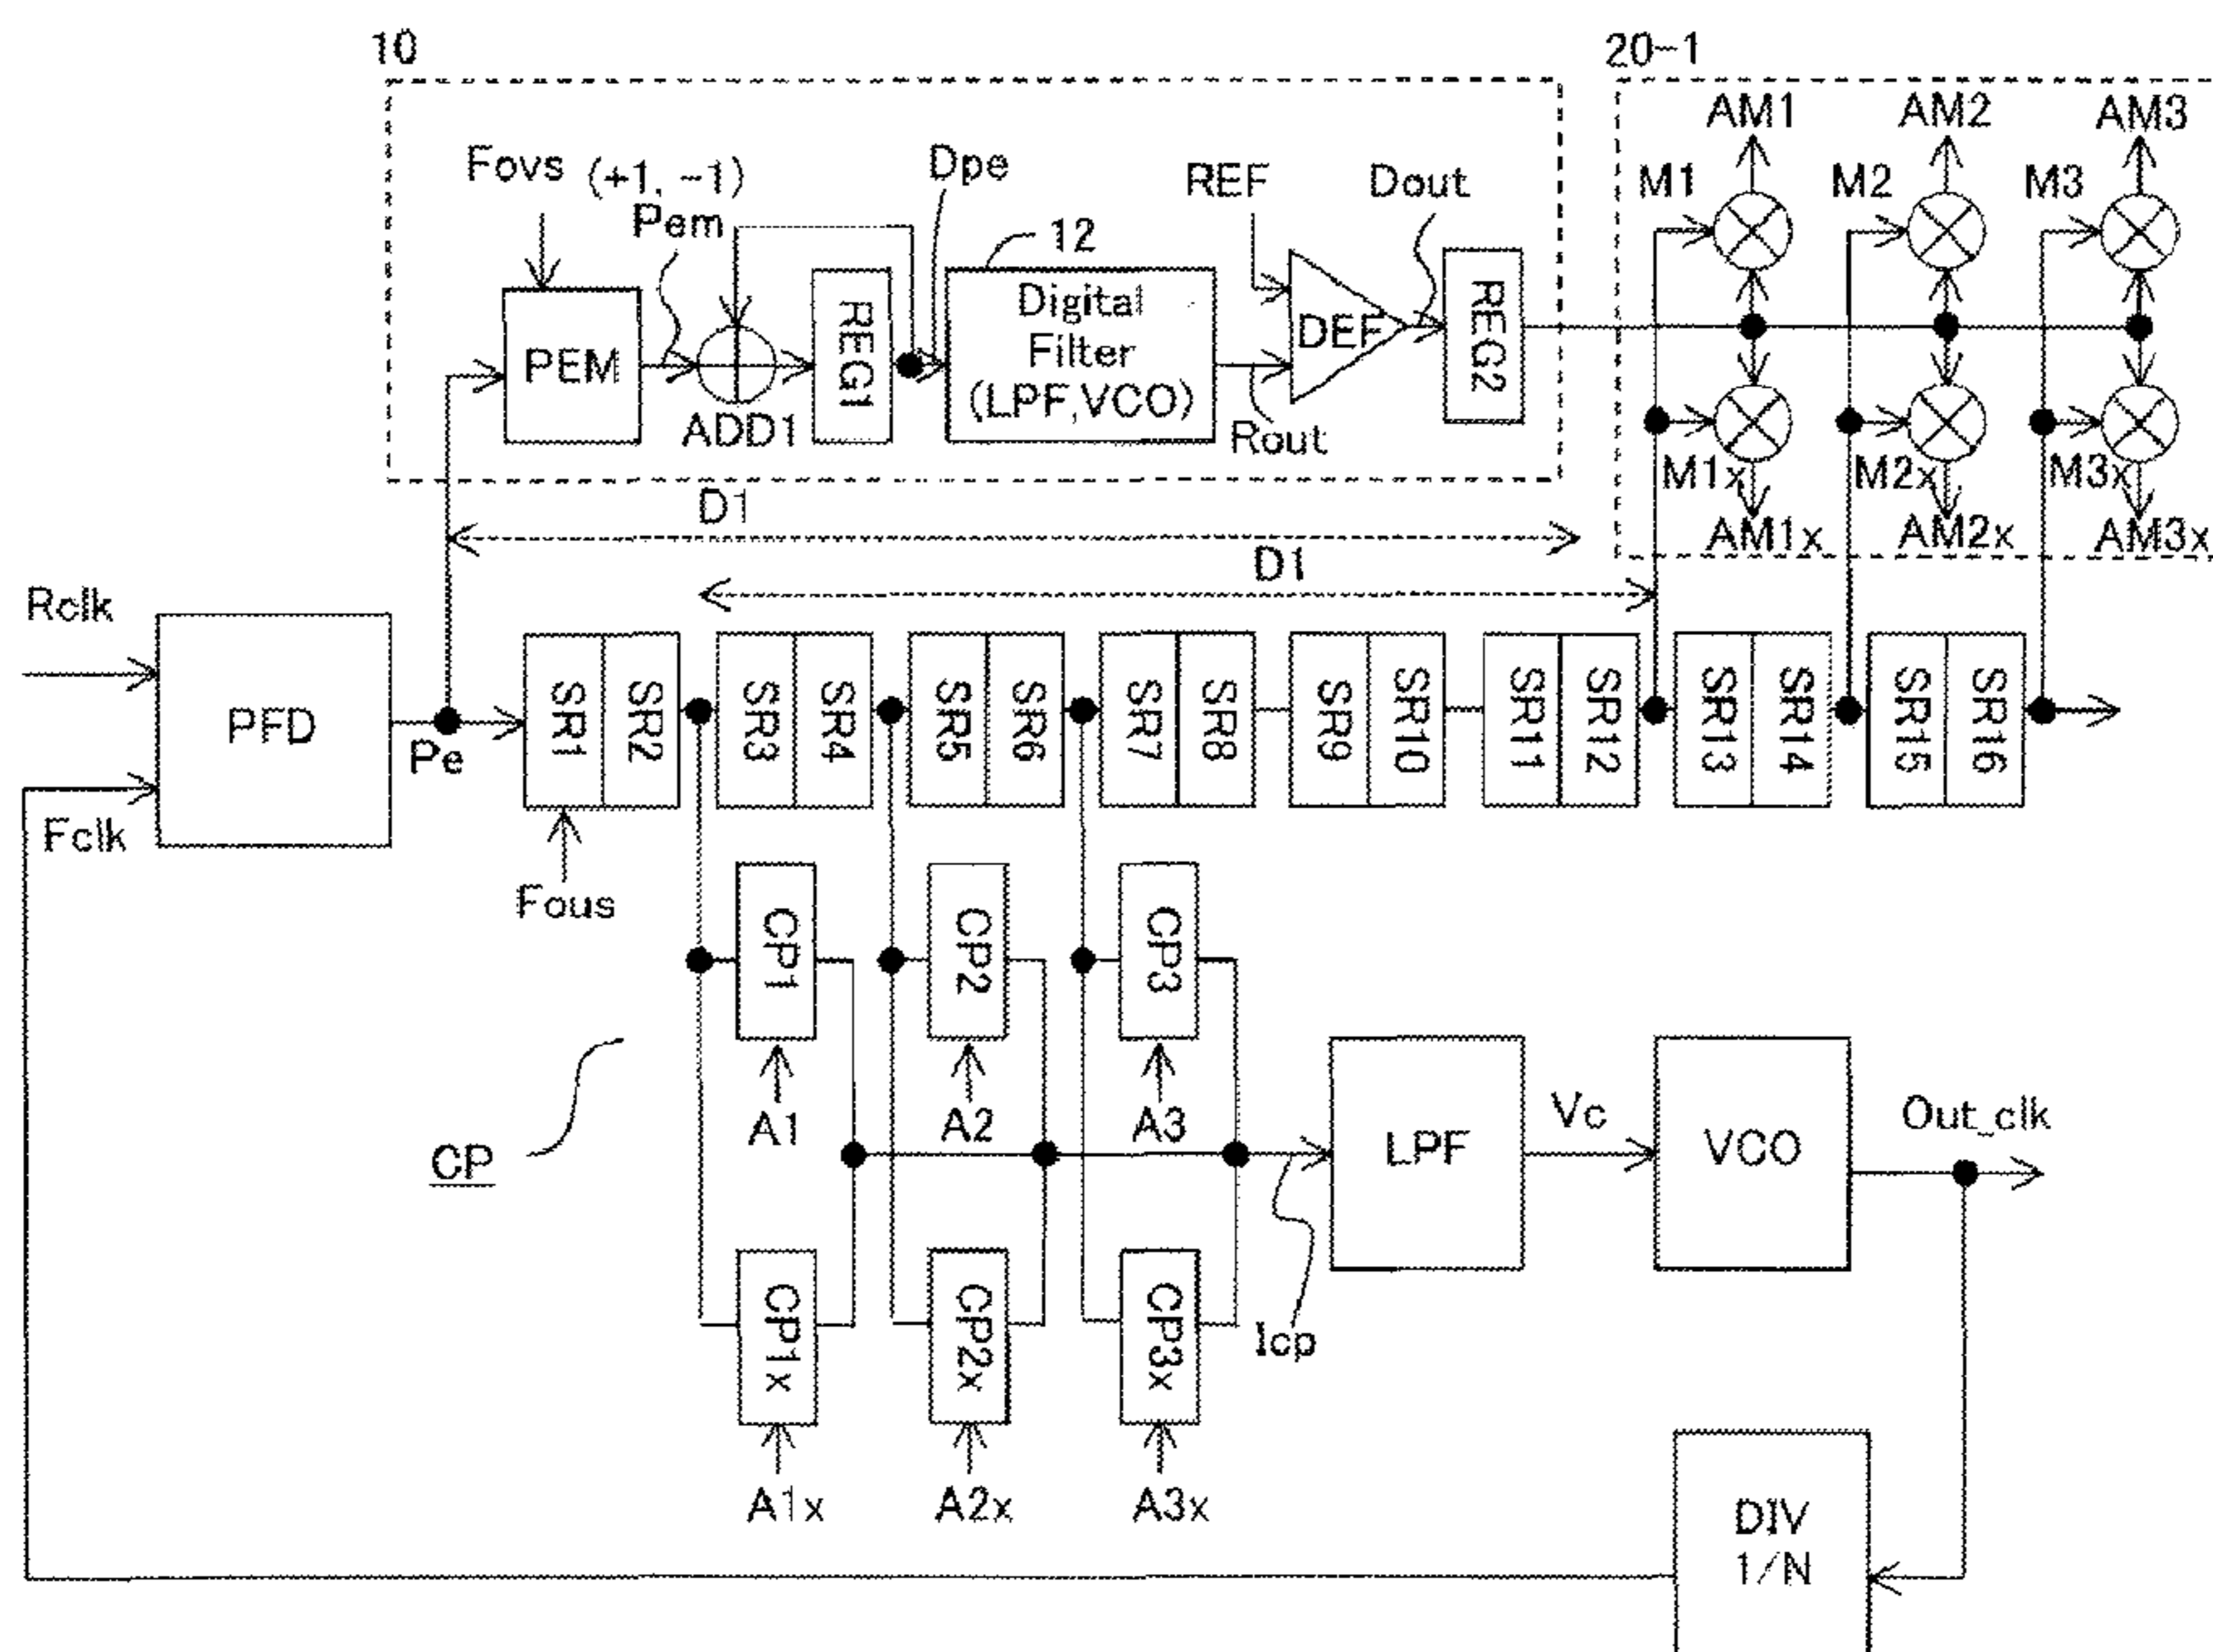 10
20-1
AM1 AM2 AM3
Fovs (+1, -1)
Pem
Dpe
REF
Dout
M1 M2 M3
12
PEM
ADD1
REG1
Digital
Filter
(LPF,VCO)
DEF
REG2
Rout
M1x M2x M3x
AM1x AM2x AM3x
D1
D1
Rclk
PFD
Pe
Fclk
SR1 SR2 SR3 SR4 SR5 SR6 SR7 SR8 SR9 SR10 SR11 SR12 SR13 SR14 SR15 SR16
Fous
CP1 CP2 CP3
A1 A2 A3
CP
LPF
Vc
VCO
Out_clk
Icp
CP1x CP2x CP3x
A1x A2x A3x
DIV
1/N